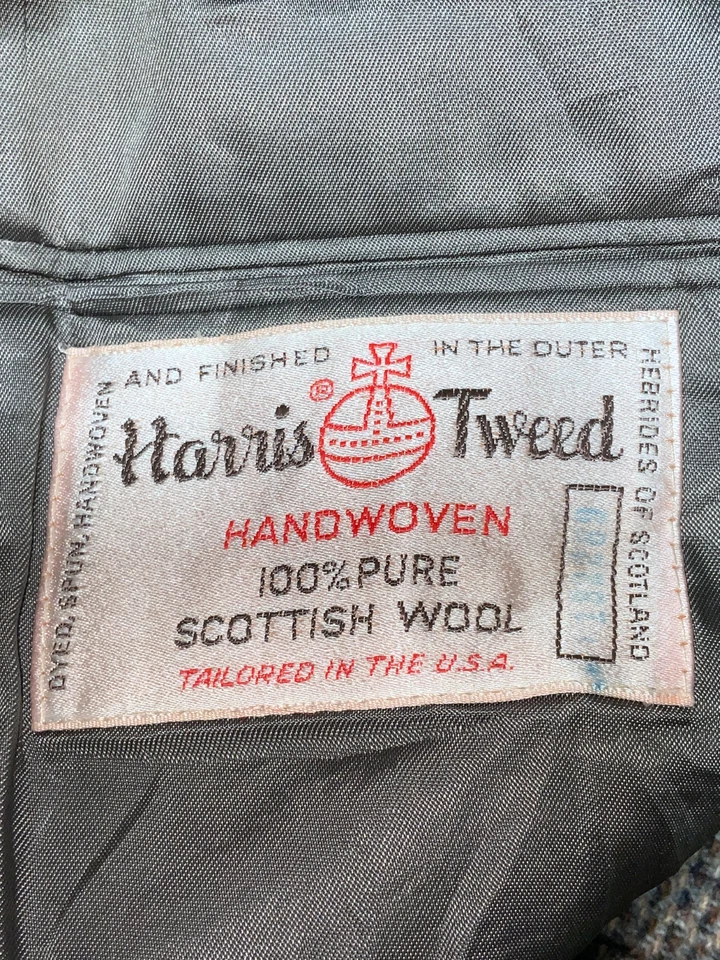 DYED, SPUN, HANDWOVEN
AND FINISHED
IN THE OUTER
HEBRIDES OF SCOTLAND
Harris ® Tweed
HANDWOVEN
100% PURE
SCOTTISH WOOL
TAILORED IN THE U.S.A.